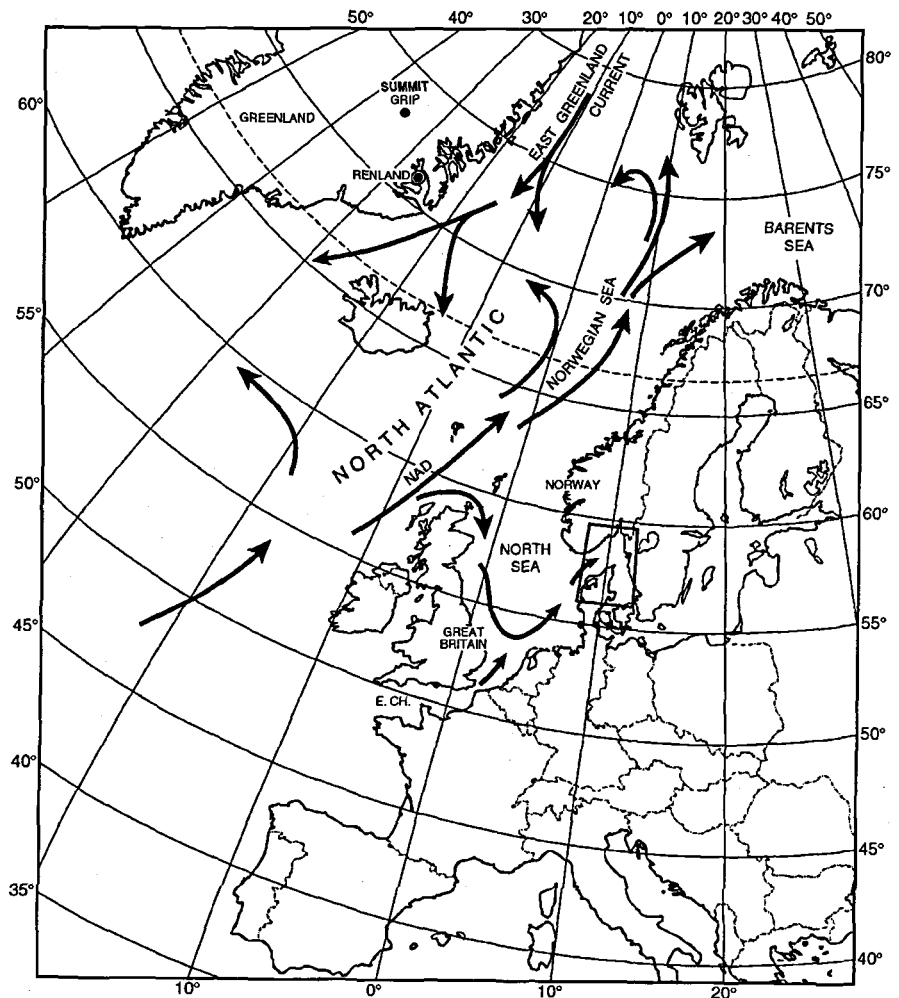 50° 40° 30° 20° 10° 0° 10° 20° 30° 40° 50°
80°
60°
SUMMIT
GRIP
GREENLAND
EAST GREENLAND
CURRENT
RENLAND
75°
BARENTS
SEA
70°
55°
NORTH ATLANTIC
NORWEGIAN SEA
65°
50°
NAD
NORWAY
60°
NORTH
SEA
45°
GREAT
BRITAIN
55°
E. CH.
50°
40°
45°
35°
40°
10° 0° 10° 20°